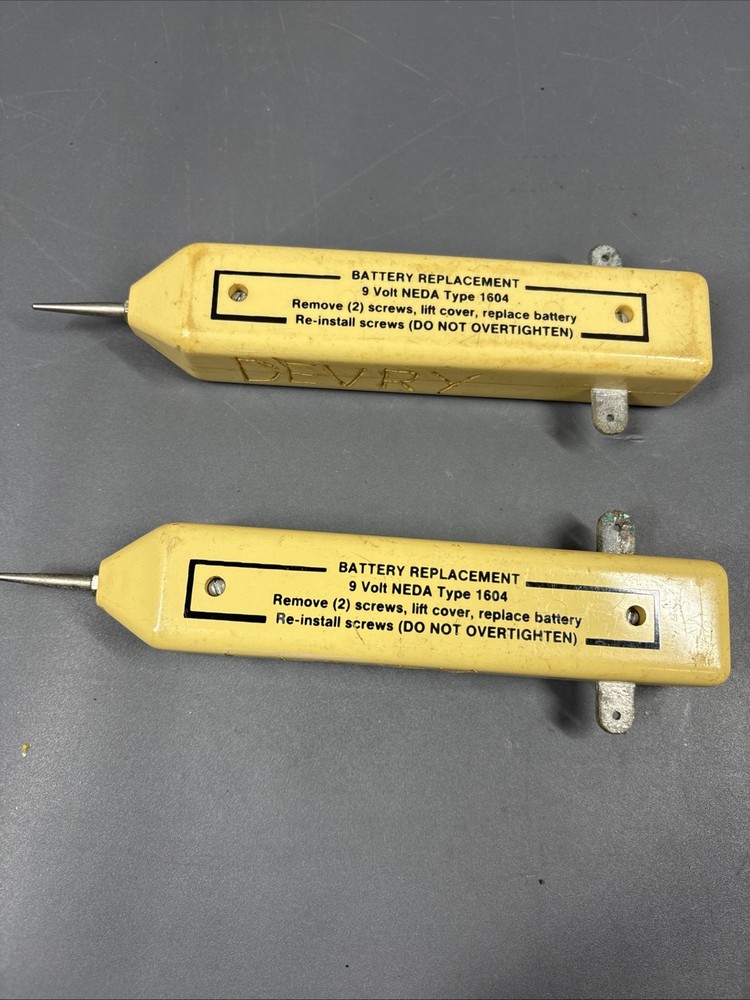 BATTERY REPLACEMENT
9 Volt NEDA Type 1604
Remove (2) screws, lift cover, replace battery
Re-install screws (DO NOT OVERTIGHTEN)
DEVRY
BATTERY REPLACEMENT
9 Volt NEDA Type 1604
Remove (2) screws, lift cover, replace battery
Re-install screws (DO NOT OVERTIGHTEN)